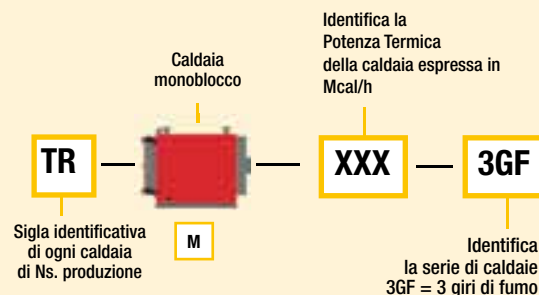 Identifica la
Potenza Termica
della caldaia espressa in
Mcal/h
Caldaia
monoblocco
TR
XXX
3GF
M
Sigla identificativa
di ogni caldaia
di Ns. produzione
Identifica
la serie di caldaie
3GF = 3 giri di fumo